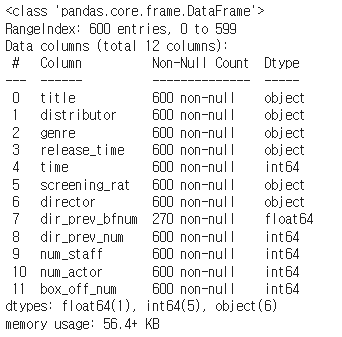 <class 'pandas.core.frame.DataFrame'>
RangeIndex: 600 entries, 0 to 599
Data columns (total 12 columns):
 #   Column        Non-Null Count  Dtype
---  ------        --------------  -----
 0   title         600 non-null    object
 1   distributor   600 non-null    object
 2   genre         600 non-null    object
 3   release_time  600 non-null    object
 4   time          600 non-null    int64
 5   screening_rat 600 non-null    object
 6   director      600 non-null    object
 7   dir_prev_bfnum 270 non-null   float64
 8   dir_prev_num  600 non-null    int64
 9   num_staff     600 non-null    int64
 10  num_actor     600 non-null    int64
 11  box_off_num   600 non-null    int64
dtypes: float64(1), int64(5), object(6)
memory usage: 56.4+ KB